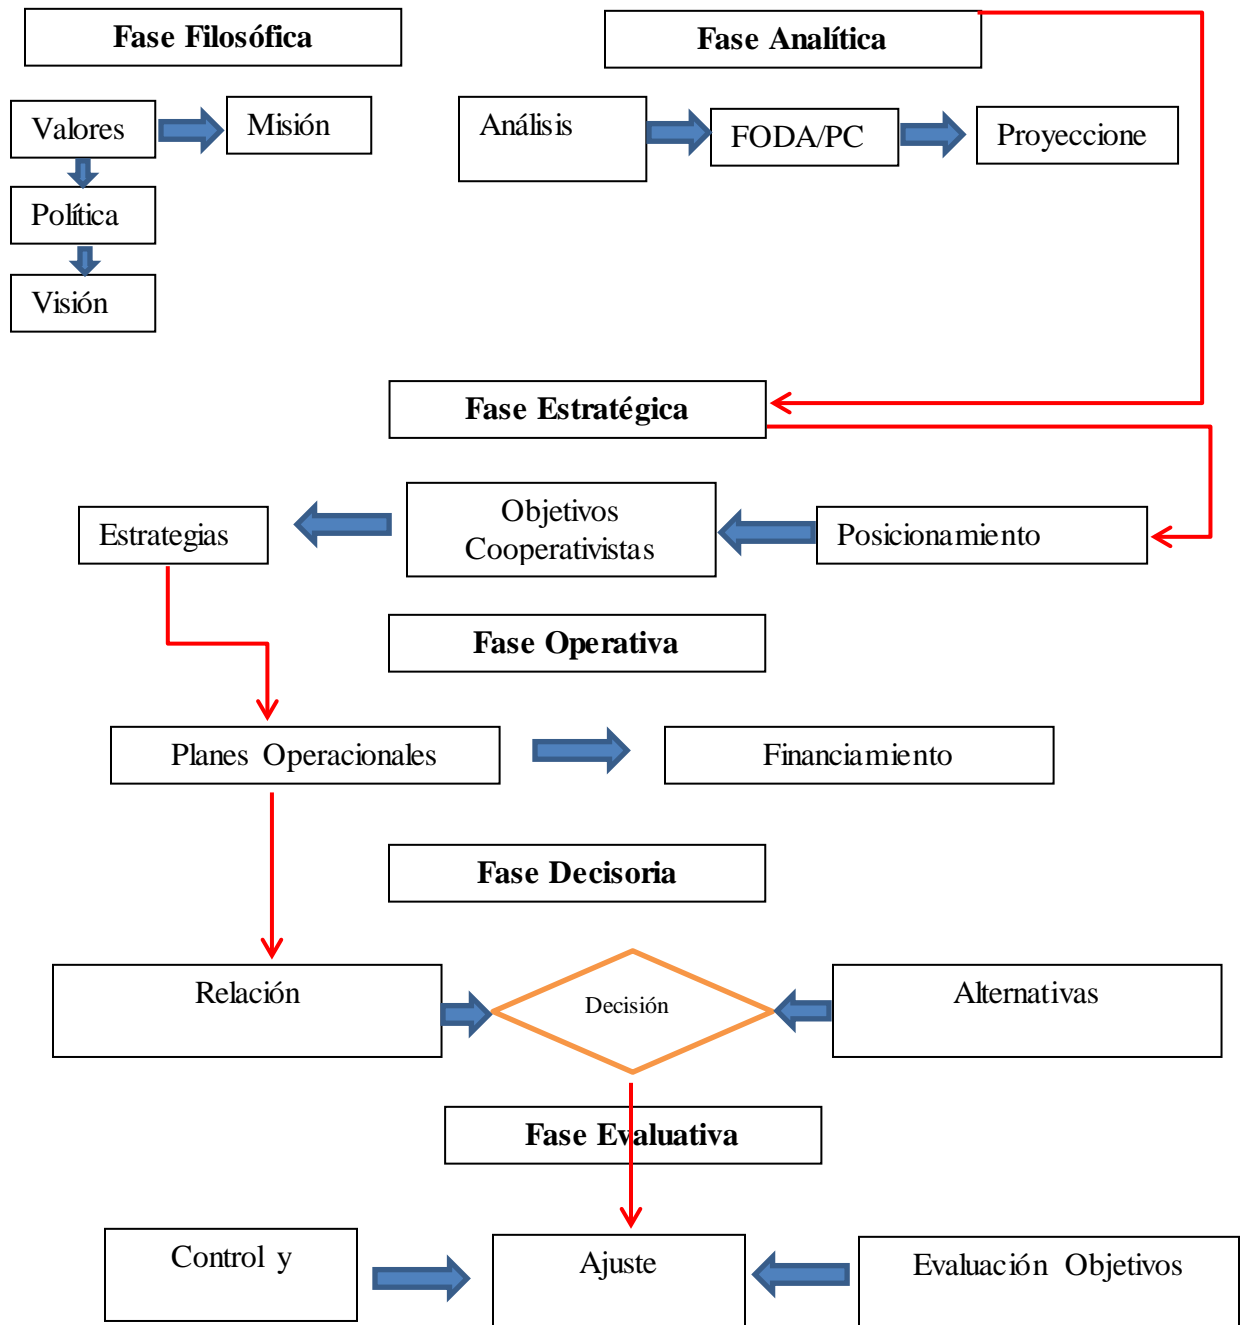 Fase Filosófica
Fase Analítica
Valores
Misión
Análisis
FODA/PC
Proyeccione
Política
Visión
Fase Estratégica
Estrategias
Objetivos
Cooperativistas
Posicionamiento
Fase Operativa
Planes Operacionales
Financiamiento
Fase Decisoria
Relación
Decisión
Alternativas
Fase Evaluativa
Control y
Ajuste
Evaluación Objetivos